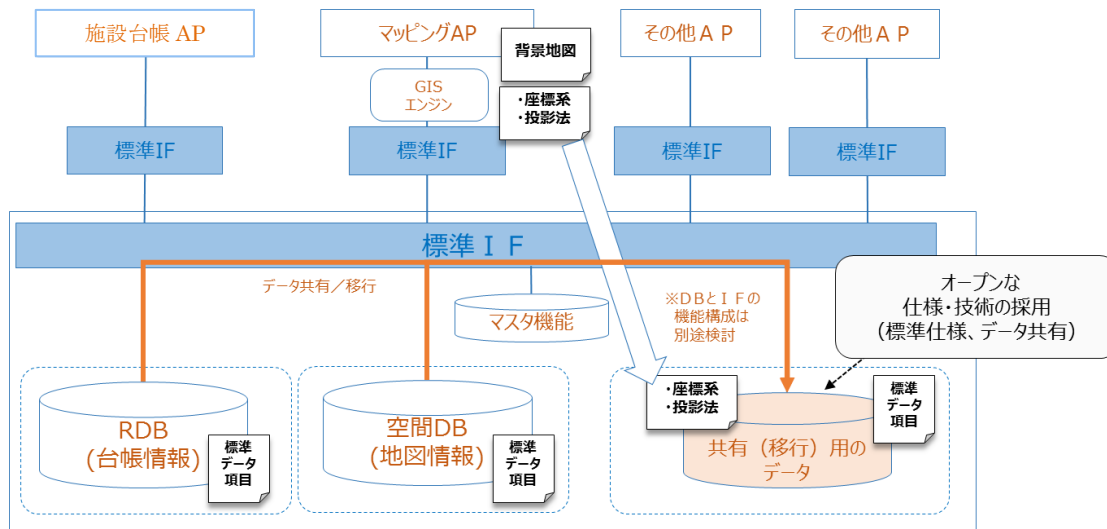 施設台帳 AP
マッピングAP
その他ＡＰ
その他ＡＰ
背景地図
GIS
エンジン
・座標系
・投影法
標準IF
標準IF
標準IF
標準IF
標準ＩＦ
データ共有／移行
マスタ機能
※ＤＢとＩＦの
機能構成は
別途検討
オープンな
仕様・技術の採用
(標準仕様、データ共有)
RDB
(台帳情報)
標準
データ
項目
空間DB
(地図情報)
標準
データ
項目
・座標系
・投影法
標準
データ
項目
共有（移行）用の
データ